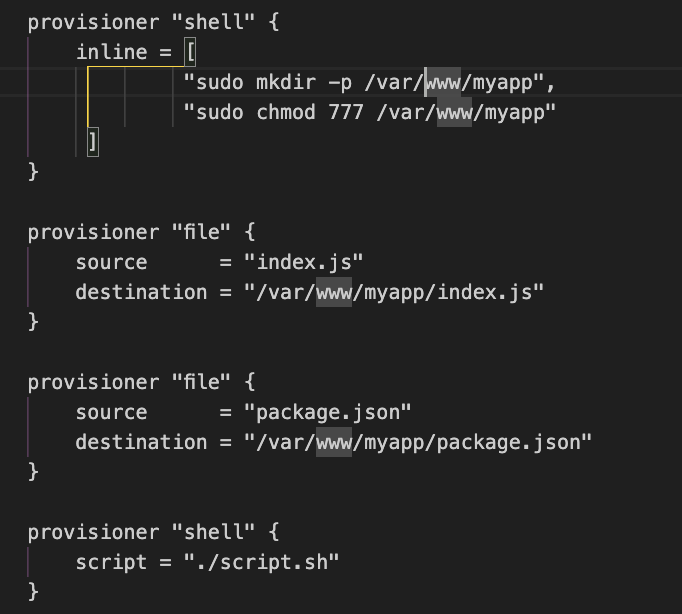 provisioner "shell" {
    inline = [
             "sudo mkdir -p /var/www/myapp",
             "sudo chmod 777 /var/www/myapp"
     ]
}

provisioner "file" {
    source      = "index.js"
    destination = "/var/www/myapp/index.js"
}

provisioner "file" {
    source      = "package.json"
    destination = "/var/www/myapp/package.json"
}

provisioner "shell" {
    script = "./script.sh"
}